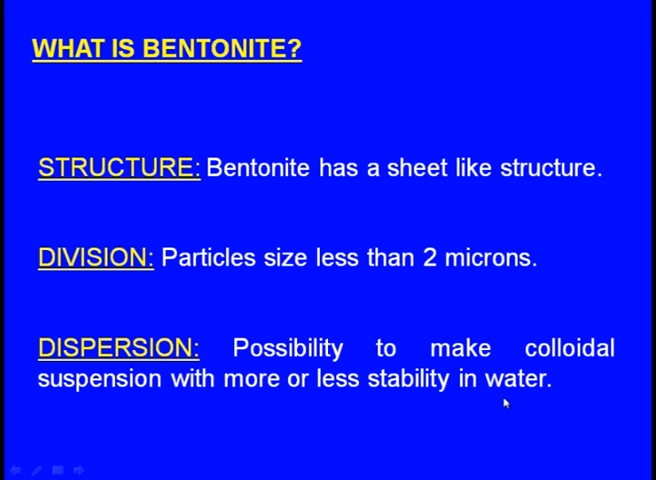 WHAT IS BENTONITE?
STRUCTURE: Bentonite has a sheet like structure.
DIVISION: Particles size less than 2 microns.
DISPERSION: Possibility to make colloidal
suspension with more or less stability in water.